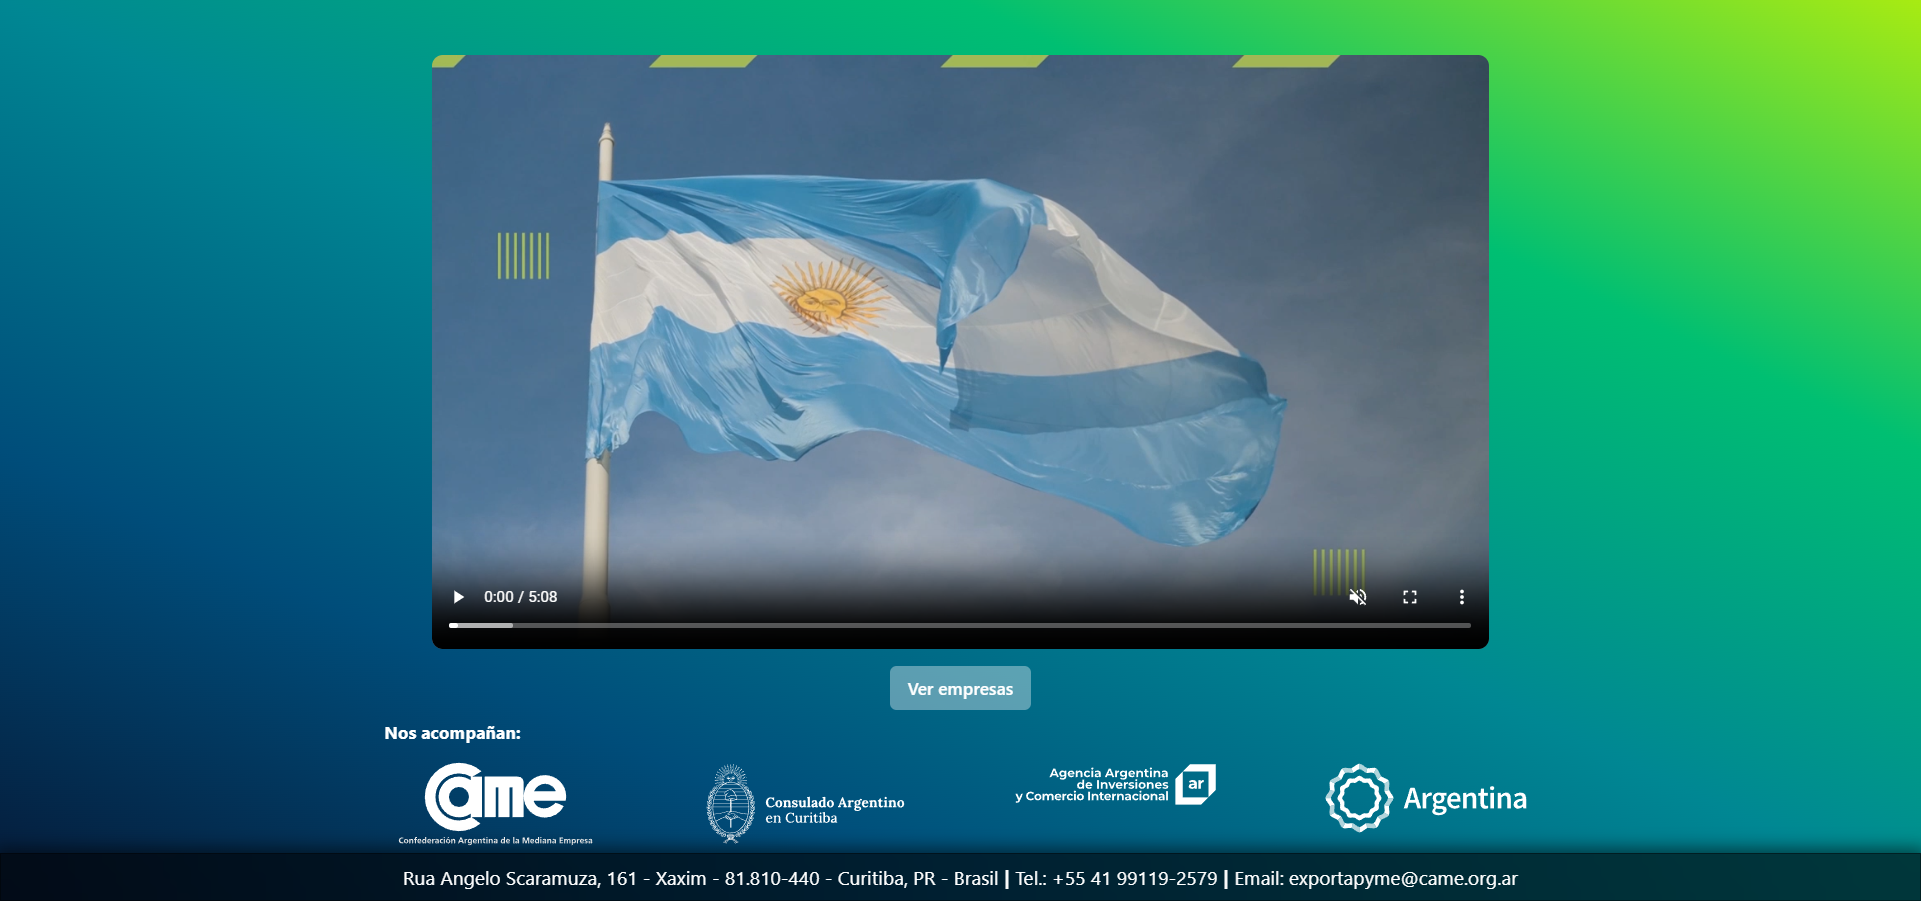 0:00 / 5:08
Ver empresas
Nos acompañan:
Came
Confederación Argentina de la Mediana Empresa
Consulado Argentino
en Curitiba
Agencia Argentina
de Inversiones
y Comercio Internacional
ar
Argentina
Rua Angelo Scaramuza, 161 - Xaxim - 81.810-440 - Curitiba, PR - Brasil | Tel.: +55 41 99119-2579 | Email: exportapyme@came.org.ar